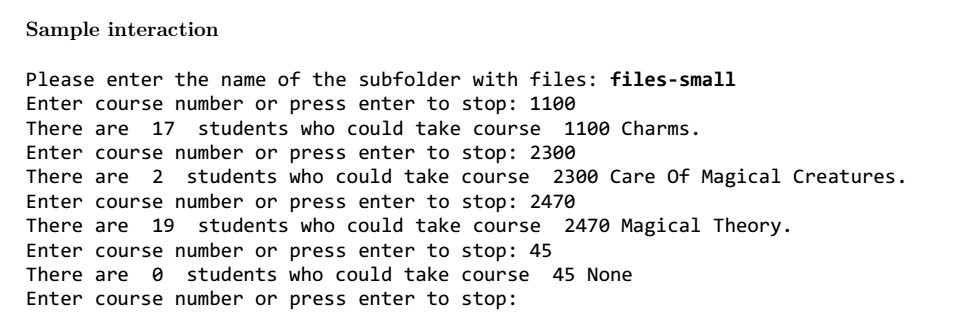 Sample interaction
Please enter the name of the subfolder with files: files-small
Enter course number or press enter to stop: 1100
There are  17  students who could take course  1100 Charms.
Enter course number or press enter to stop: 2300
There are  2  students who could take course  2300 Care Of Magical Creatures.
Enter course number or press enter to stop: 2470
There are  19  students who could take course  2470 Magical Theory.
Enter course number or press enter to stop: 45
There are  0  students who could take course  45 None
Enter course number or press enter to stop: